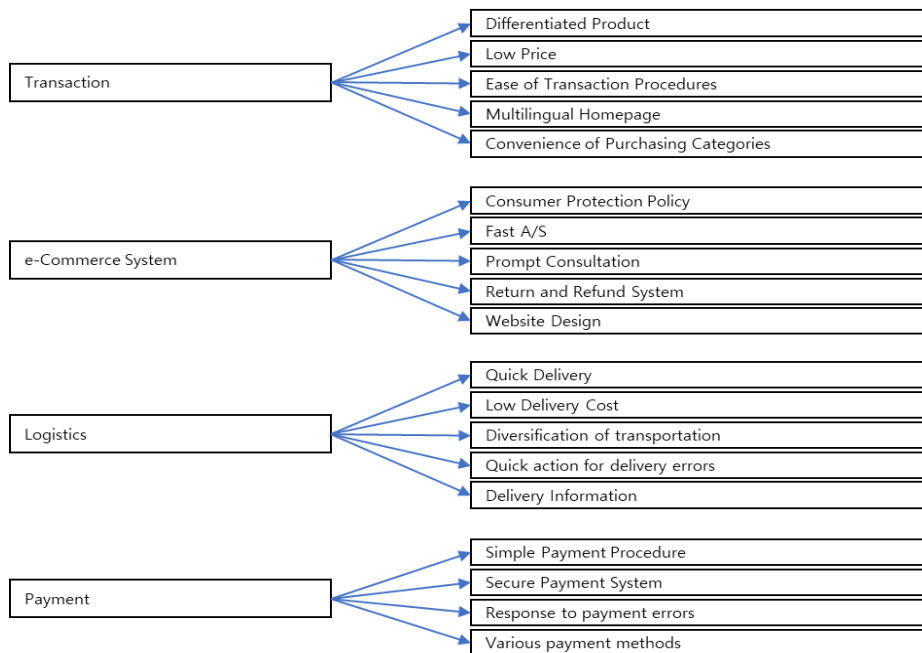 Transaction
Differentiated Product
Low Price
Ease of Transaction Procedures
Multilingual Homepage
Convenience of Purchasing Categories
e-Commerce System
Consumer Protection Policy
Fast A/S
Prompt Consultation
Return and Refund System
Website Design
Logistics
Quick Delivery
Low Delivery Cost
Diversification of transportation
Quick action for delivery errors
Delivery Information
Payment
Simple Payment Procedure
Secure Payment System
Response to payment errors
Various payment methods